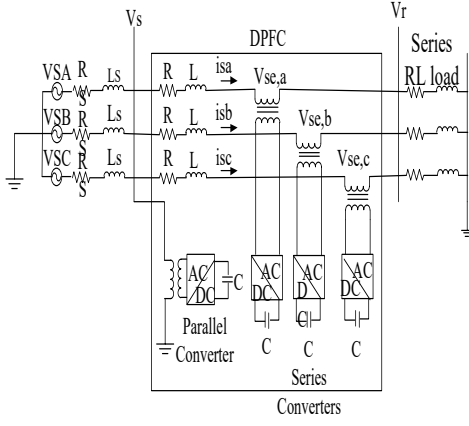 Vs
DPFC
Vr
Series
RL load
VSA
R
S
Ls
R
L
isa
Vse,a
VSB
R
S
Ls
R
L
isb
Vse,b
VSC
R
S
Ls
R
L
isc
Vse,c
AC
DC
C
AC
DC
C
AC
D
C
C
AC
DC
C
Parallel
Converter
Series
Converters